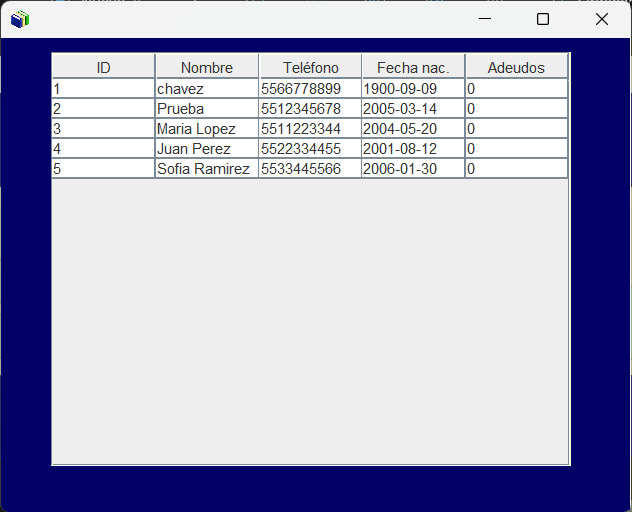 ID Nombre Teléfono Fecha nac. Adeudos
1 chavez 5566778899 1900-09-09 0
2 Prueba 5512345678 2005-03-14 0
3 Maria Lopez 5511223344 2004-05-20 0
4 Juan Perez 5522334455 2001-08-12 0
5 Sofia Ramirez 5533445566 2006-01-30 0